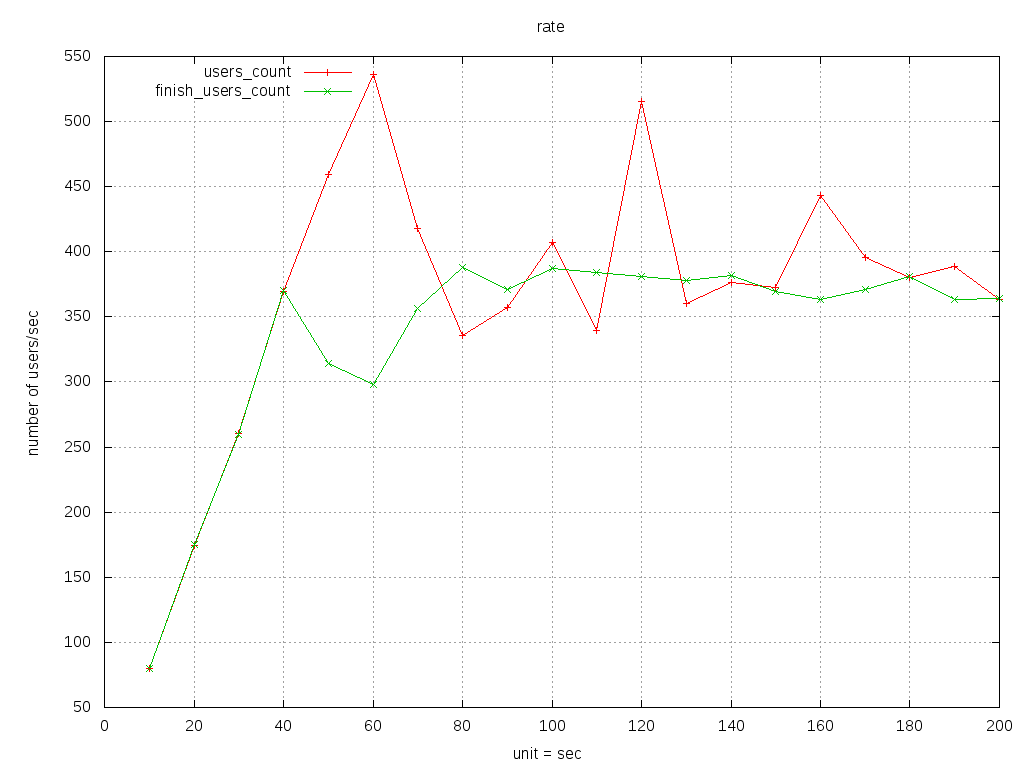 rate
users_count
finish_users_count
550
500
450
400
350
300
250
200
150
100
50
number of users/sec
0 20 40 60 80 100 120 140 160 180 200
unit = sec